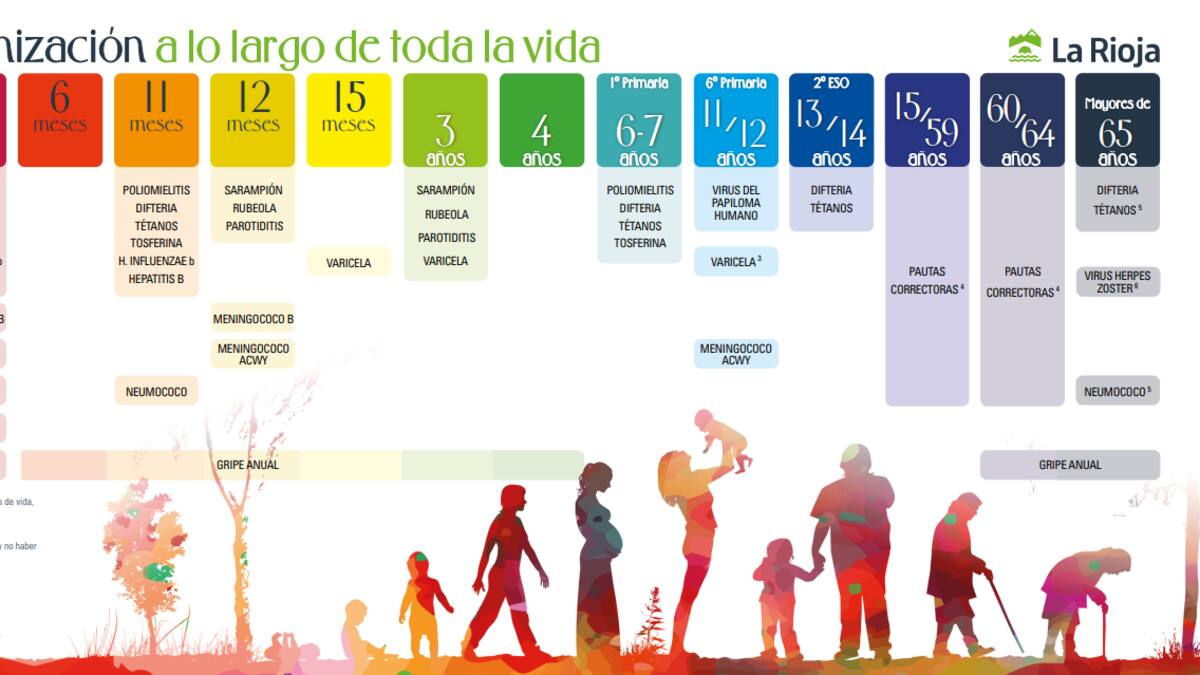 nización a lo largo de toda la vida
La Rioja
6
meses
11
meses
12
meses
15
meses
3
años
4
años
1º Primaria
6-7
años
6º Primaria
11/12
años
2º ESO
13/14
años
15/59
años
60/64
años
Mayores de
65
años
POLIOMIELITIS
DIFTERIA
TÉTANOS
TOSFERINA
H. INFLUENZAE b
HEPATITIS B
NEUMOCOCO
SARAMPIÓN
RUBEOLA
PAROTIDITIS
MENINGOCOCO B
MENINGOCOCO
ACWY
VARICELA
SARAMPIÓN
RUBEOLA
PAROTIDITIS
VARICELA
POLIOMIELITIS
DIFTERIA
TÉTANOS
TOSFERINA
VIRUS DEL
PAPILOMA
HUMANO
VARICELA 3
MENINGOCOCO
ACWY
DIFTERIA
TÉTANOS
PAUTAS
CORRECTORAS 4
PAUTAS
CORRECTORAS 4
DIFTERIA
TÉTANOS 5
VIRUS HERPES
ZOSTER 6
NEUMOCOCO 5
GRIPE ANUAL
GRIPE ANUAL
B
s de vida,
y no haber